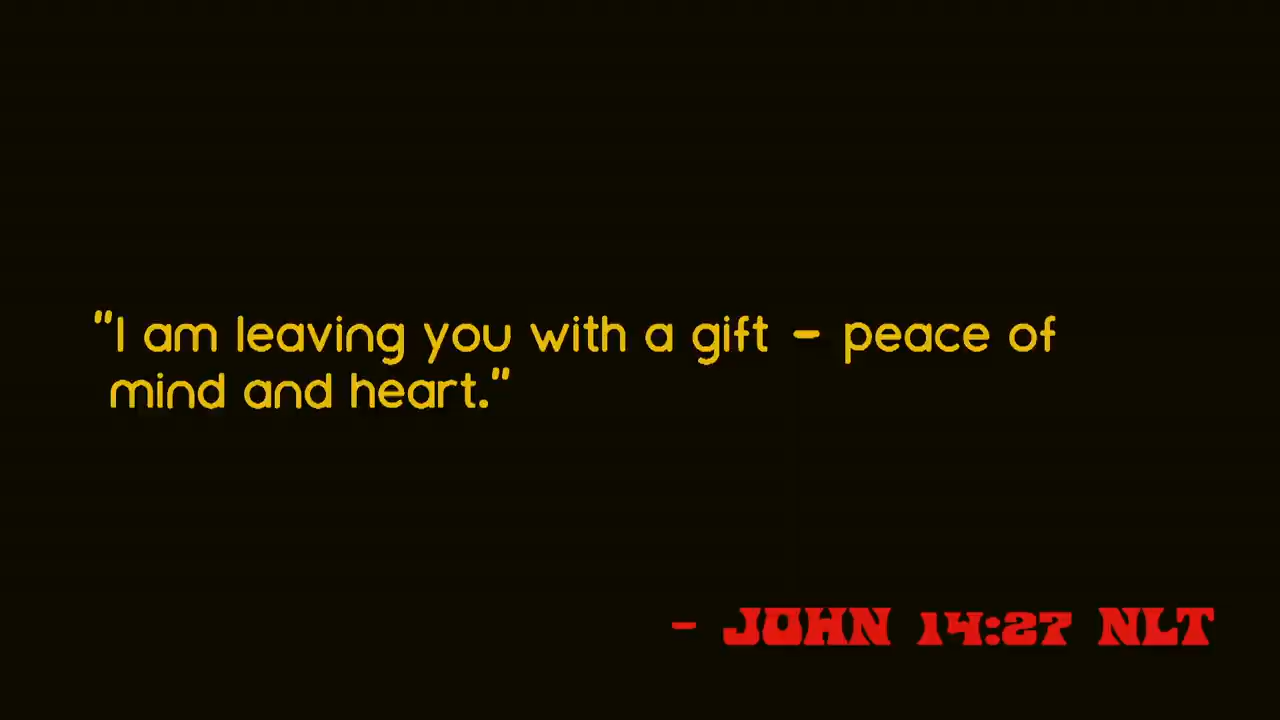 "I am leaving you with a gift – peace of
mind and heart."
– JOHN 14:27 NLT